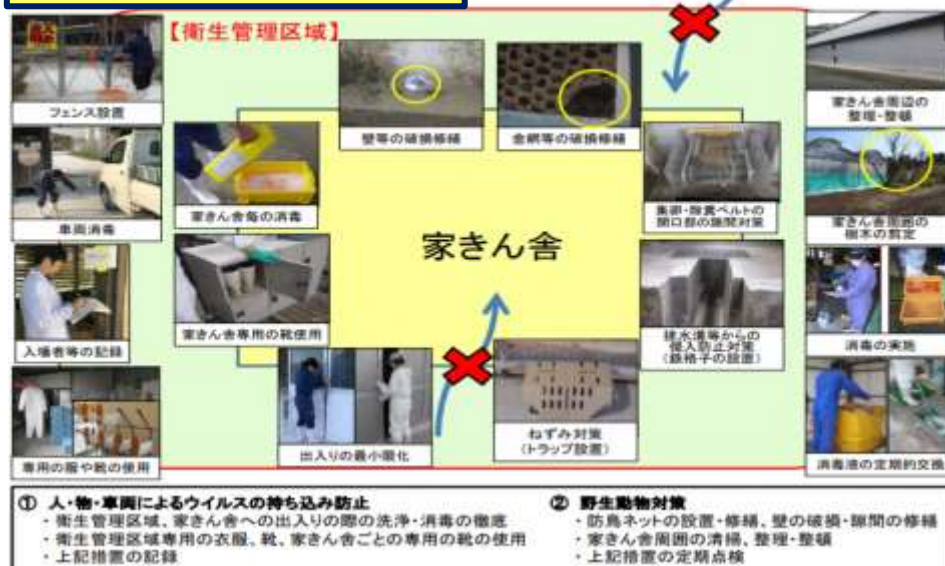 【衛生管理区域】
フェンス設置
車両消毒
入場者等の記録
専用の服や靴の使用
壁等の破損修繕
金網等の破損修繕
家きん舎毎の消毒
家きん舎専用の靴使用
家きん舎
出入りの最小限化
ねずみ対策
(トラップ設置)
集卵・除糞ベルトの
開口部の隙間対策
排水溝等からの
侵入防止対策
(鉄格子の設置)
家きん舎周辺の
整理・整頓
家きん舎周囲の
樹木の剪定
消毒の実施
消毒液の定期的交換
① 人・物・車両によるウイルスの持ち込み防止
・衛生管理区域、家きん舎への出入りの際の洗浄・消毒の徹底
・衛生管理区域専用の衣服、靴、家きん舎ごとの専用の靴の使用
・上記措置の記録
② 野生動物対策
・防鳥ネットの設置・修繕、壁の破損・隙間の修繕
・家きん舎周囲の清掃、整理・整頓
・上記措置の定期点検